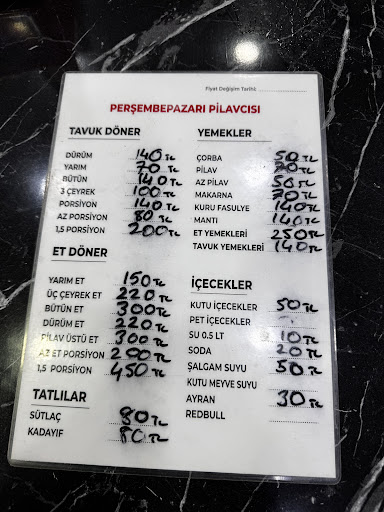 Fiyat Değişim Tarihi:
PERŞEMBEPAZARI PİLAVCISI
TAVUK DÖNER
DÜRÜM 140 TL
YARIM 70 TL
BÜTÜN 140 TL
3 ÇEYREK 100 TL
PORSİYON 140 TL
AZ PORSİYON 80 TL
1,5 PORSİYON 200 TL
ET DÖNER
YARIM ET 150 TL
ÜÇ ÇEYREK ET 220 TL
BÜTÜN ET 300 TL
DÜRÜM ET 220 TL
PİLAV ÜSTÜ ET 300 TL
AZ ET PORSİYON 200 TL
1,5 PORSİYON 450 TL
TATLILAR
SÜTLAÇ 80 TL
KADAYIF 80 TL
YEMEKLER
ÇORBA 50 TL
PİLAV 70 TL
AZ PİLAV 50 TL
MAKARNA 70 TL
KURU FASULYE 140 TL
MANTI 140 TL
ET YEMEKLERİ 250 TL
TAVUK YEMEKLERİ 140 TL
İÇECEKLER
KUTU İÇECEKLER 50 TL
PET İÇECEKLER
SU 0.5 LT 10 TL
SODA 20 TL
ŞALGAM SUYU 50 TL
KUTU MEYVE SUYU
AYRAN 30 TL
REDBULL